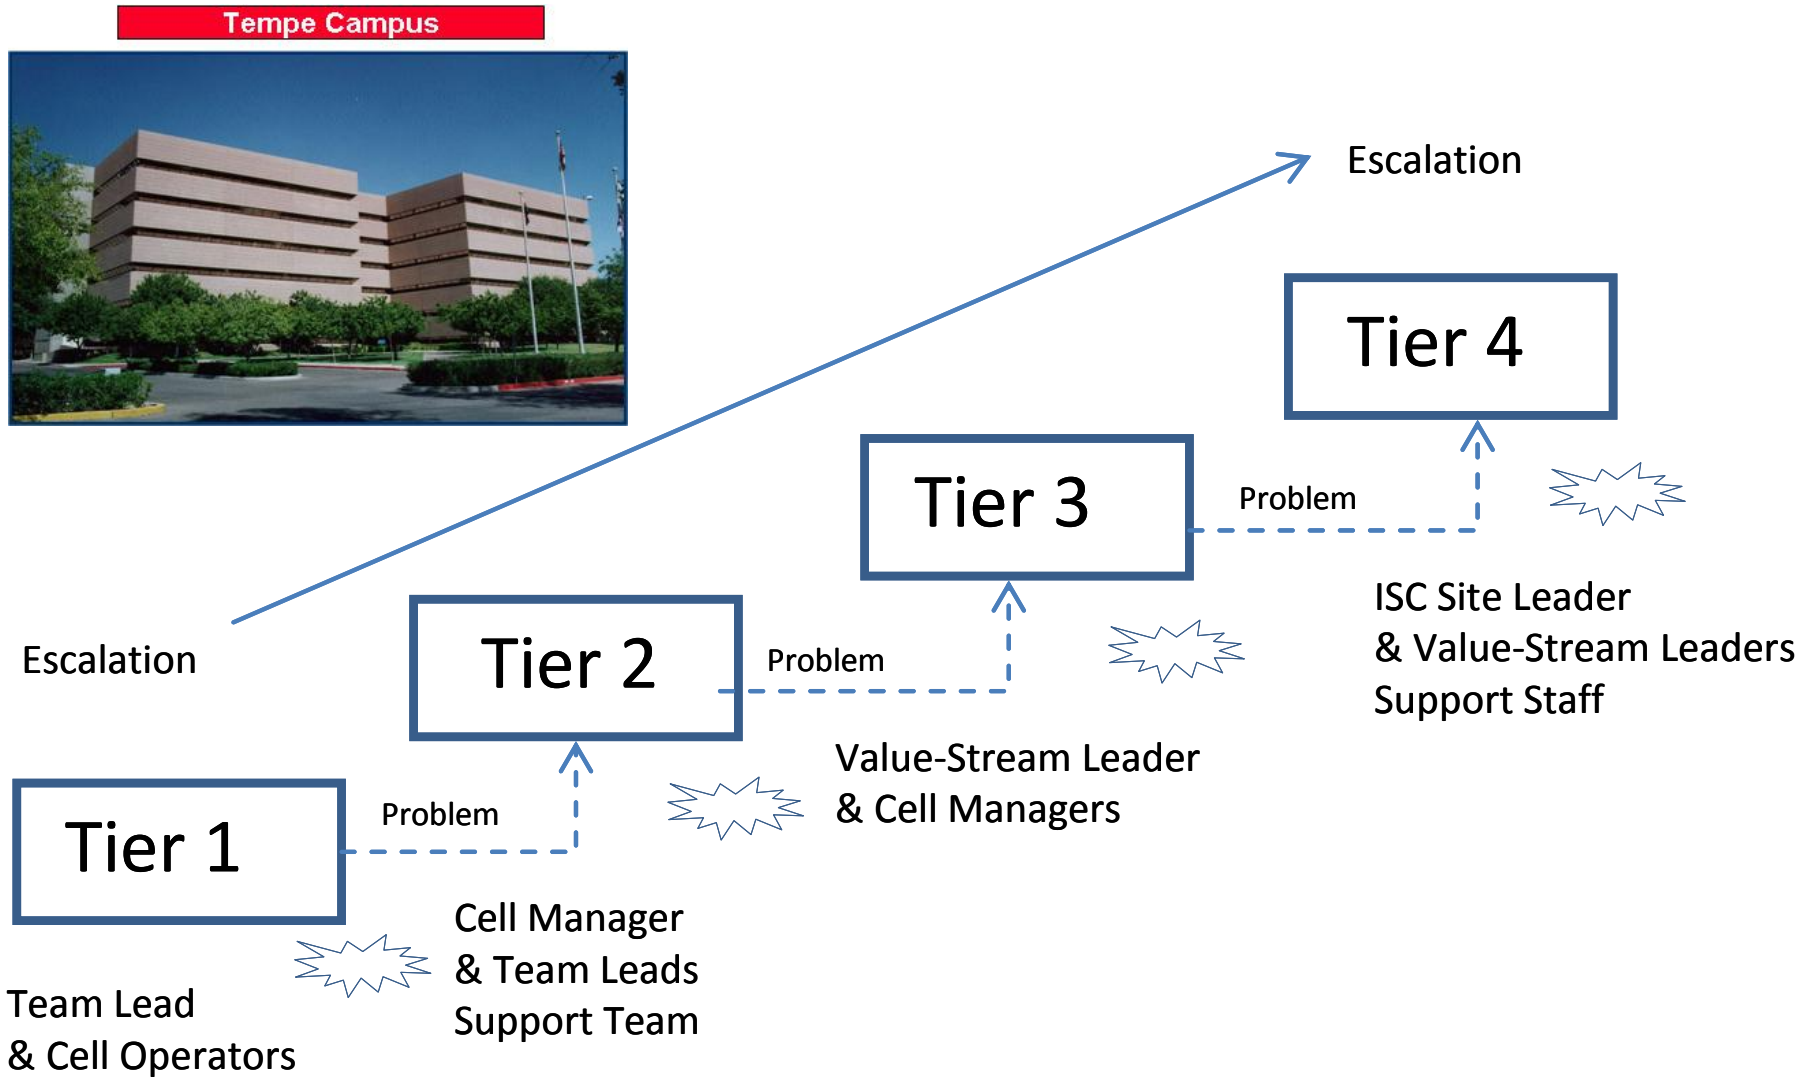 Tempe Campus
Escalation
Tier 4
Tier 3
Problem
ISC Site Leader
& Value-Stream Leaders
Support Staff
Escalation
Tier 2
Problem
Value-Stream Leader
& Cell Managers
Tier 1
Problem
Cell Manager
& Team Leads
Support Team
Team Lead
& Cell Operators